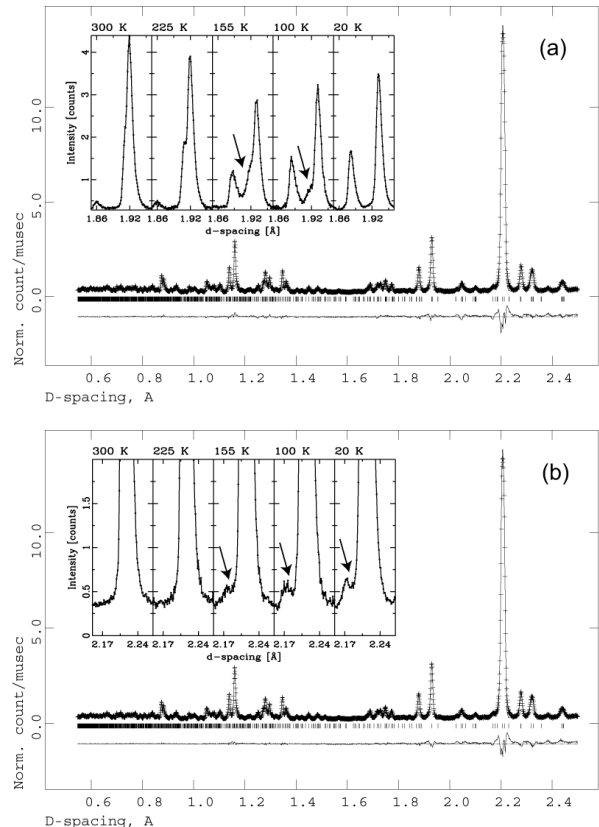 300 K 225 K 155 K 100 K 20 K
(a)
Intensity [counts]
4
3
2
1
1.86 1.92 1.86 1.92 1.86 1.92 1.86 1.92 1.86 1.92
d-spacing [Å]
Norm. count/musec
10.0
5.0
0.0
0.6 0.8 1.0 1.2 1.4 1.6 1.8 2.0 2.2 2.4
D-spacing, A
300 K 225 K 155 K 100 K 20 K
(b)
Intensity [counts]
1.5
1
0.5
0
2.17 2.24 2.17 2.24 2.17 2.24 2.17 2.24 2.17 2.24
d-spacing [Å]
Norm. count/musec
10.0
5.0
0.0
0.6 0.8 1.0 1.2 1.4 1.6 1.8 2.0 2.2 2.4
D-spacing, A